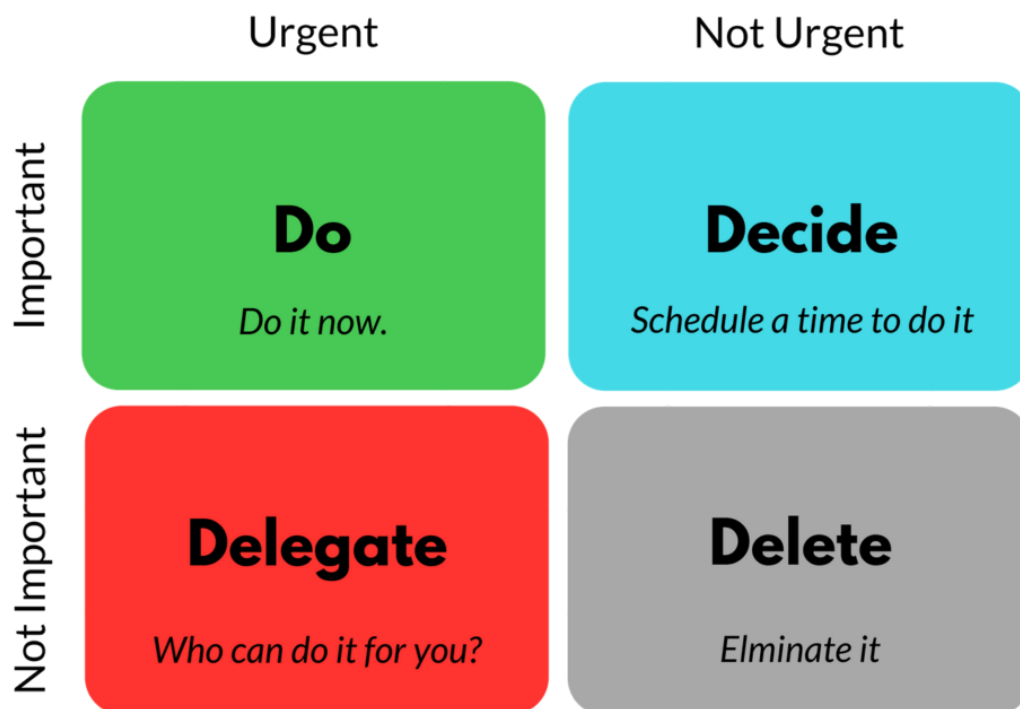 Urgent
Not Urgent
Important
Do
Do it now.
Decide
Schedule a time to do it
Not Important
Delegate
Who can do it for you?
Delete
Elminate it